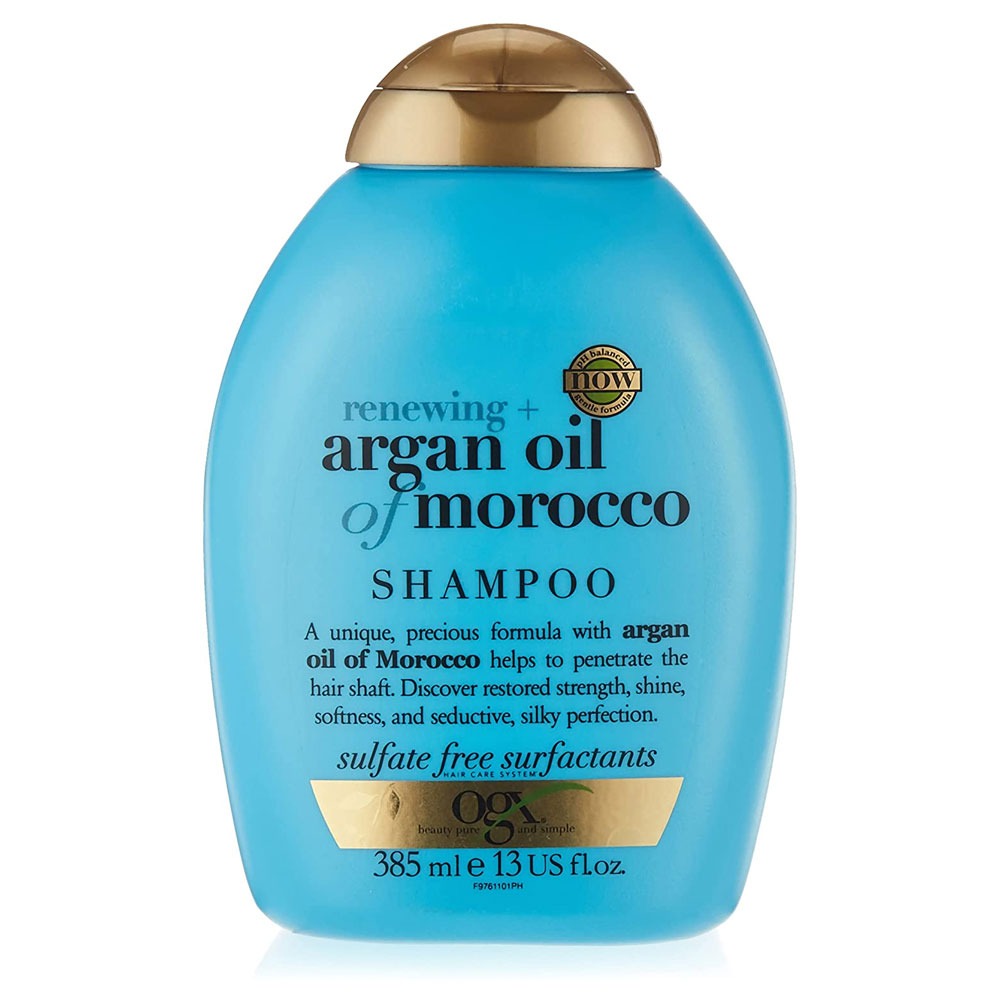 pH balanced
now
gentle formula
renewing +
argan oil
of morocco
SHAMPOO
A unique, precious formula with argan
oil of Morocco helps to penetrate the
hair shaft. Discover restored strength, shine,
softness, and seductive, silky perfection.
sulfate free surfactants
HAIR CARE SYSTEM
ogx
beauty pure and simple
385 ml e 13 US fl.oz.
F9761101PH